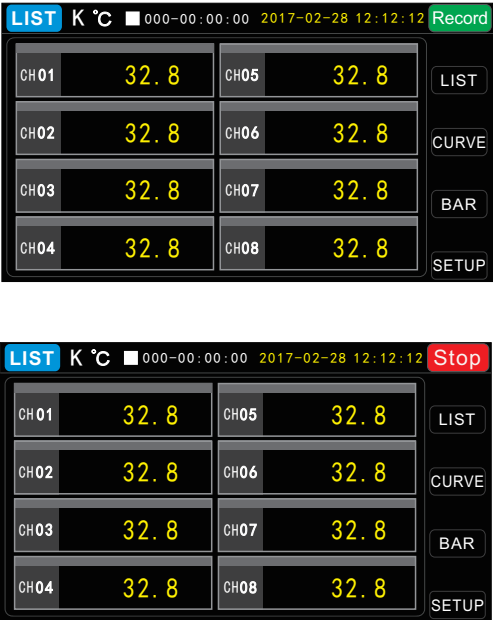 LIST K ℃ 000-00:00:00 2017-02-28 12:12:12 Record
CH01 32.8 CH05 32.8 LIST
CH02 32.8 CH06 32.8 CURVE
CH03 32.8 CH07 32.8 BAR
CH04 32.8 CH08 32.8 SETUP
LIST K ℃ 000-00:00:00 2017-02-28 12:12:12 Stop
CH01 32.8 CH05 32.8 LIST
CH02 32.8 CH06 32.8 CURVE
CH03 32.8 CH07 32.8 BAR
CH04 32.8 CH08 32.8 SETUP